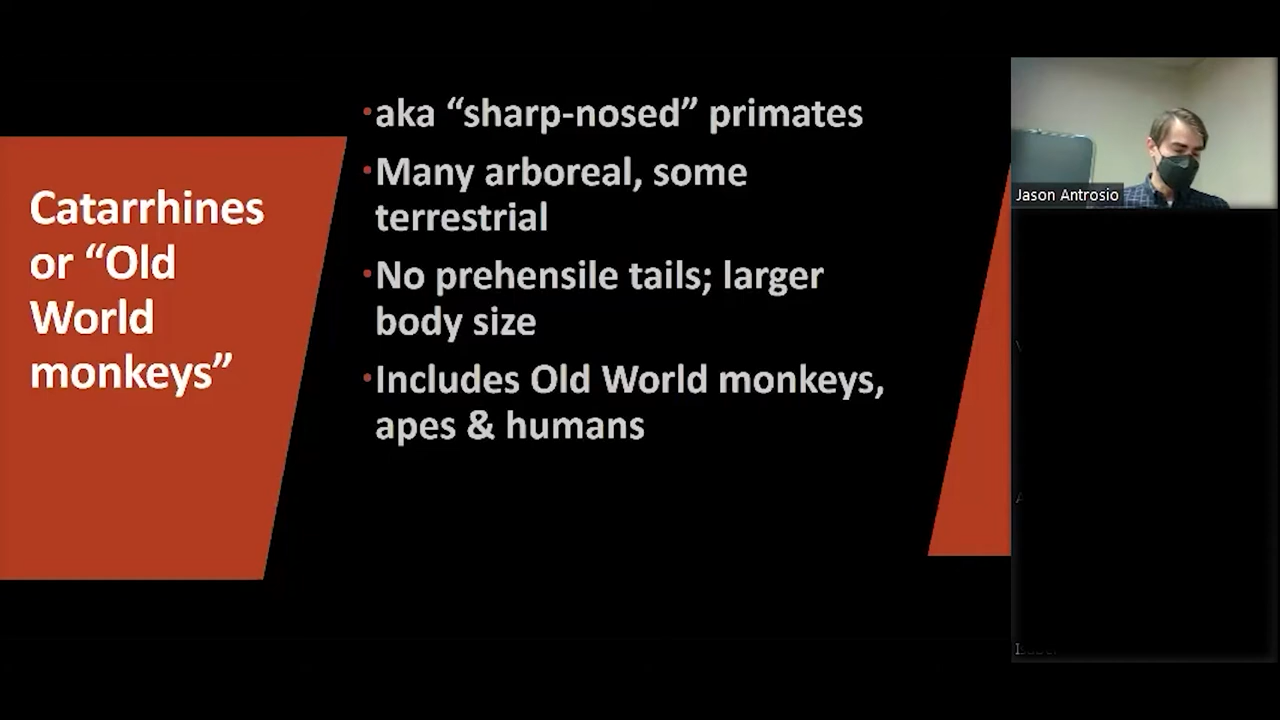 Catarrhines
or “Old
World
monkeys”
•aka “sharp-nosed” primates
•Many arboreal, some
terrestrial
•No prehensile tails; larger
body size
•Includes Old World monkeys,
apes & humans
Jason Antrosio